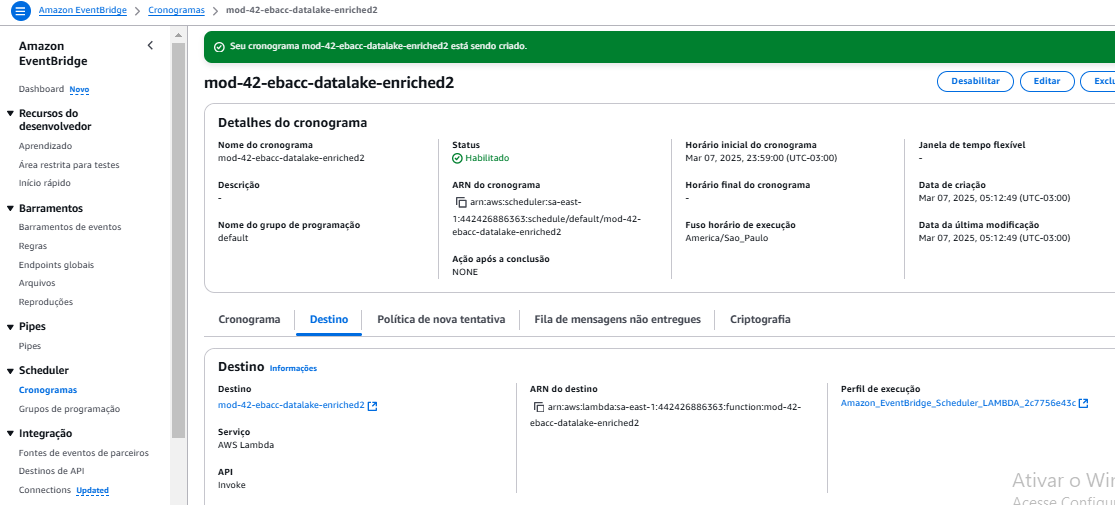 Amazon EventBridge > Cronogramas > mod-42-ebacc-datalake-enriched2
Amazon
EventBridge
Dashboard Novo
Recursos do
desenvolvedor
Aprendizado
Área restrita para testes
Início rápido
Barramentos
Barramentos de eventos
Regras
Endpoints globais
Arquivos
Reproduções
Pipes
Pipes
Scheduler
Cronogramas
Grupos de programação
Integração
Fontes de eventos de parceiros
Destinos de API
Connections Updated
Seu cronograma mod-42-ebacc-datalake-enriched2 está sendo criado.
mod-42-ebacc-datalake-enriched2
Desabilitar
Editar
Exclu
Detalhes do cronograma
Nome do cronograma
mod-42-ebacc-datalake-enriched2
Descrição
-
Nome do grupo de programação
default
Status
Habilitado
ARN do cronograma
arn:aws:scheduler:sa-east-
1:442426886363:schedule/default/mod-42-
ebacc-datalake-enriched2
Ação após a conclusão
NONE
Horário inicial do cronograma
Mar 07, 2025, 23:59:00 (UTC-03:00)
Horário final do cronograma
-
Fuso horário de execução
America/Sao_Paulo
Janela de tempo flexível
-
Data de criação
Mar 07, 2025, 05:12:49 (UTC-03:00)
Data da última modificação
Mar 07, 2025, 05:12:49 (UTC-03:00)
Cronograma
Destino
Política de nova tentativa
Fila de mensagens não entregues
Criptografia
Destino Informações
Destino
mod-42-ebacc-datalake-enriched2
Serviço
AWS Lambda
API
Invoke
ARN do destino
arn:aws:lambda:sa-east-1:442426886363:function:mod-42-
ebacc-datalake-enriched2
Perfil de execução
Amazon_EventBridge_Scheduler_LAMBDA_2c7756e43c
Ativar o Win
Acesse Configu